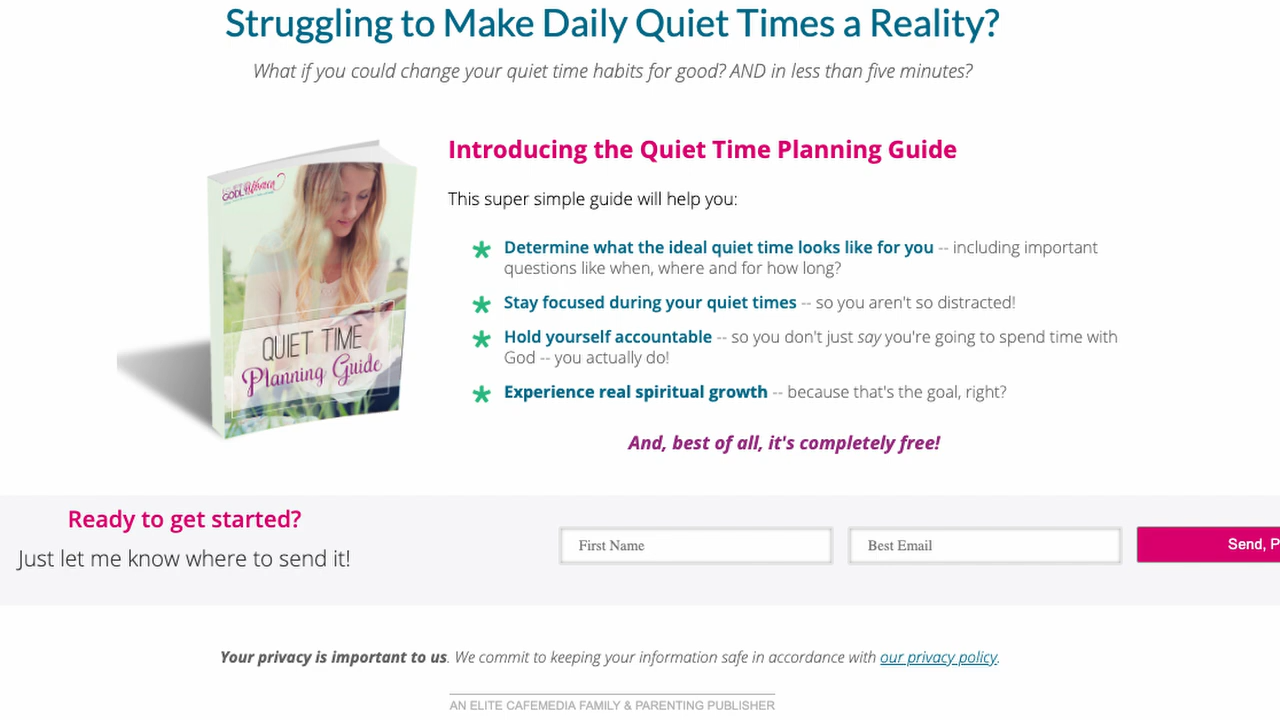 Struggling to Make Daily Quiet Times a Reality?
What if you could change your quiet time habits for good? AND in less than five minutes?
Introducing the Quiet Time Planning Guide
This super simple guide will help you:
Determine what the ideal quiet time looks like for you -- including important
questions like when, where and for how long?
Stay focused during your quiet times -- so you aren't so distracted!
Hold yourself accountable -- so you don't just say you're going to spend time with
God -- you actually do!
Experience real spiritual growth -- because that's the goal, right?
And, best of all, it's completely free!
Women
QUIET TIME
Planning Guide
Ready to get started?
Just let me know where to send it!
First Name
Best Email
Send, P
Your privacy is important to us. We commit to keeping your information safe in accordance with our privacy policy.
AN ELITE CAFEMEDIA FAMILY & PARENTING PUBLISHER